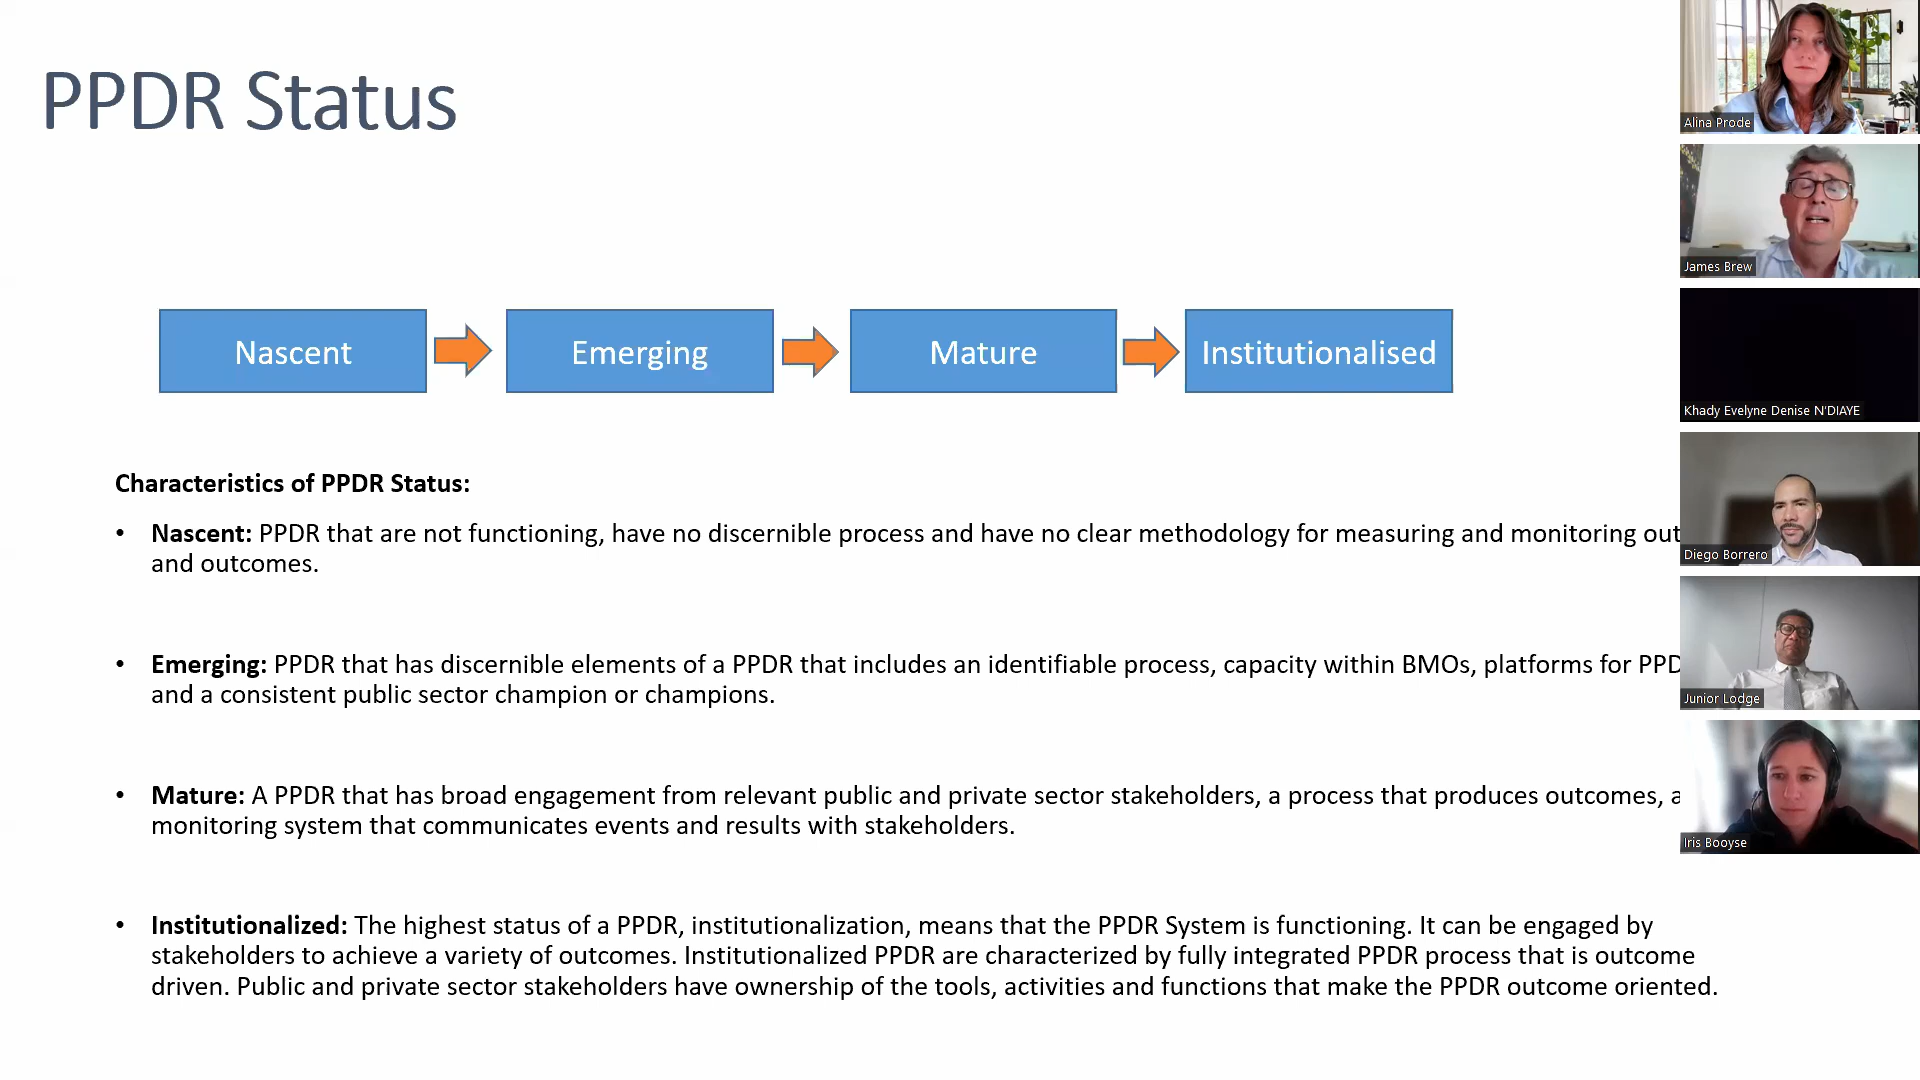 PPDR Status
Nascent
Emerging
Mature
Institutionalised
Characteristics of PPDR Status:
• Nascent: PPDR that are not functioning, have no discernible process and have no clear methodology for measuring and monitoring
and outcomes.
• Emerging: PPDR that has discernible elements of a PPDR that includes an identifiable process, capacity within BMOs, platforms for
and a consistent public sector champion or champions.
• Mature: A PPDR that has broad engagement from relevant public and private sector stakeholders, a process that produces outcomes,
monitoring system that communicates events and results with stakeholders.
• Institutionalized: The highest status of a PPDR, institutionalization, means that the PPDR System is functioning. It can be engaged by
stakeholders to achieve a variety of outcomes. Institutionalized PPDR are characterized by fully integrated PPDR process that is outcome
driven. Public and private sector stakeholders have ownership of the tools, activities and functions that make the PPDR outcome oriented.
Alina Prode
James Brew
Khady Evelyne Denise N'DIAYE
Diego Borrero
Junior Lodge
Iris Booyse